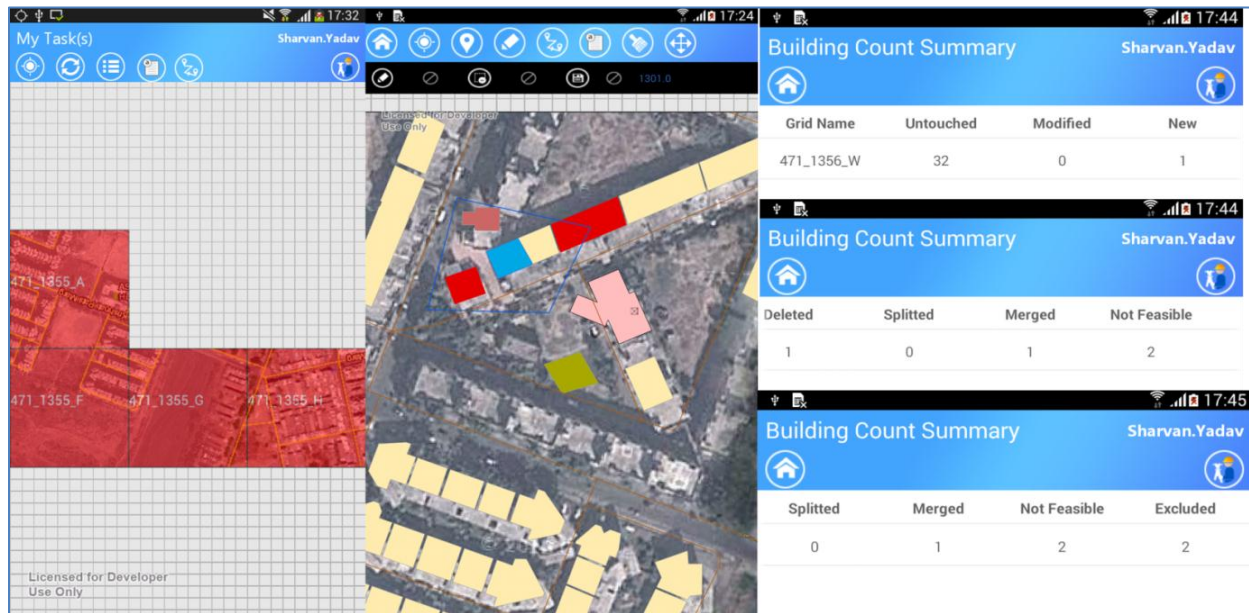 17:32
My Task(s)
Sharvan.Yadav
471_1355_A
471_1355_F
471_1355_G
471_1355_H
Licensed for Developer
Use Only
17:24
1301.0
Licensed for Developer
Use Only
17:44
Building Count Summary
Sharvan.Yadav
Grid Name Untouched Modified New
471_1356_W 32 0 1
17:44
Building Count Summary
Sharvan.Yadav
Deleted Splitted Merged Not Feasible
1 0 1 2
17:45
Building Count Summary
Sharvan.Yadav
Splitted Merged Not Feasible Excluded
0 1 2 2